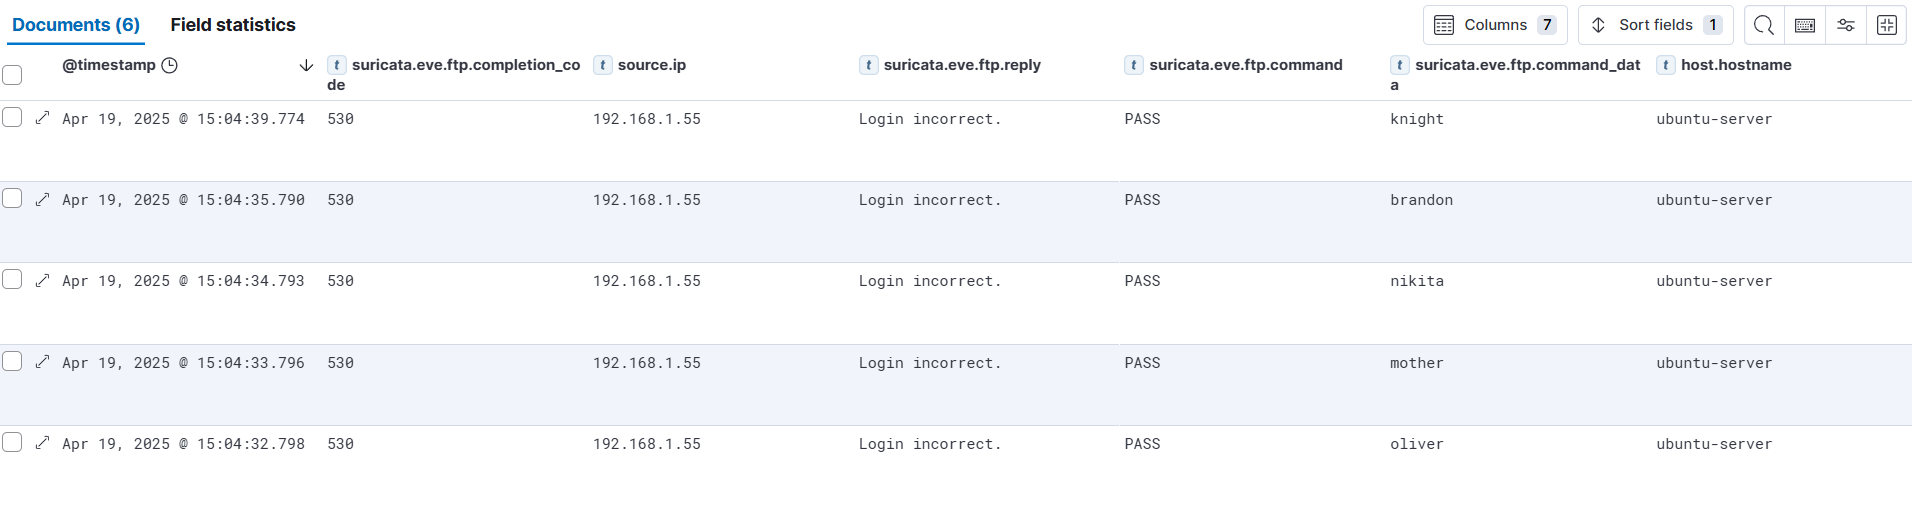 Documents (6) Field statistics Columns 7 Sort fields 1
@timestamp t suricata.eve.ftp.completion_co t source.ip t suricata.eve.ftp.reply t suricata.eve.ftp.command t suricata.eve.ftp.command_dat t host.hostname
de a
Apr 19, 2025 @ 15:04:39.774 530 192.168.1.55 Login incorrect. PASS knight ubuntu-server
Apr 19, 2025 @ 15:04:35.790 530 192.168.1.55 Login incorrect. PASS brandon ubuntu-server
Apr 19, 2025 @ 15:04:34.793 530 192.168.1.55 Login incorrect. PASS nikita ubuntu-server
Apr 19, 2025 @ 15:04:33.796 530 192.168.1.55 Login incorrect. PASS mother ubuntu-server
Apr 19, 2025 @ 15:04:32.798 530 192.168.1.55 Login incorrect. PASS oliver ubuntu-server